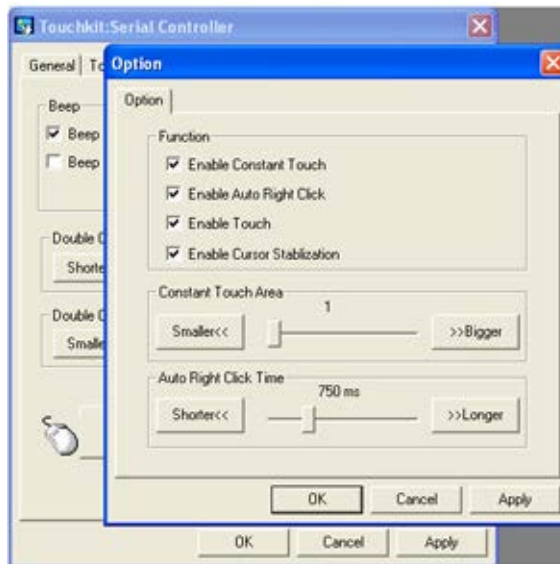 Touchkit:Serial Controller
General
Option
Option
Beep
Beep
Beep
Function
Enable Constant Touch
Enable Auto Right Click
Enable Touch
Enable Cursor Stablization
Double
Constant Touch Area
1
Smaller<<
>>Bigger
Double
Auto Right Click Time
750 ms
Shorter<<
>>Longer
OK
Cancel
Apply
OK
Cancel
Apply